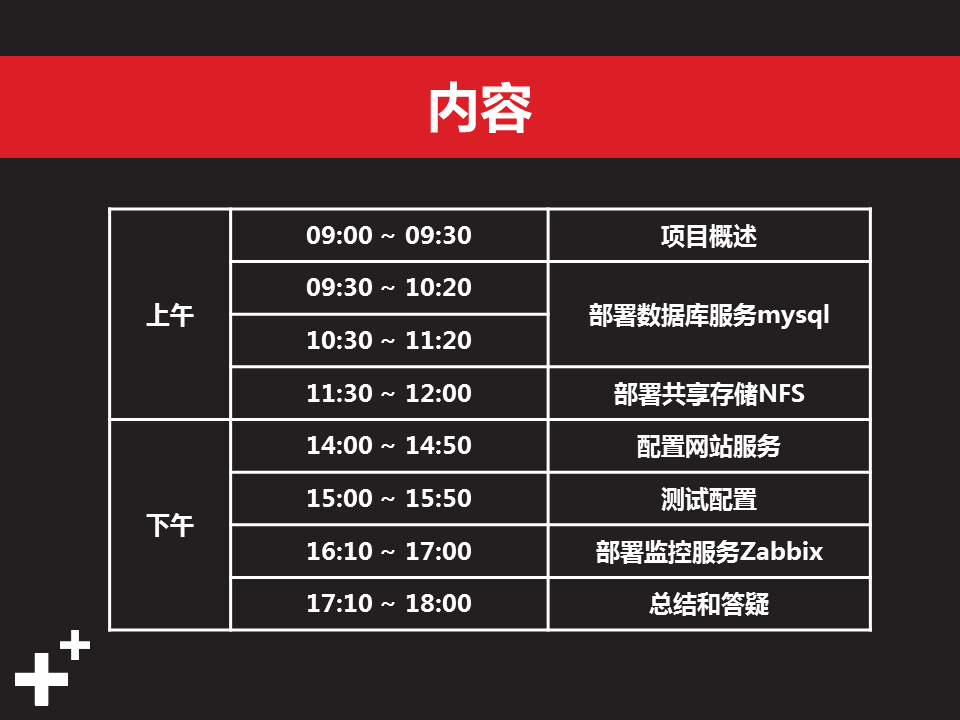 内容
上午
09:00 ~ 09:30
项目概述
09:30 ~ 10:20
部署数据库服务mysql
10:30 ~ 11:20
11:30 ~ 12:00
部署共享存储NFS
下午
14:00 ~ 14:50
配置网站服务
15:00 ~ 15:50
测试配置
16:10 ~ 17:00
部署监控服务Zabbix
17:10 ~ 18:00
总结和答疑